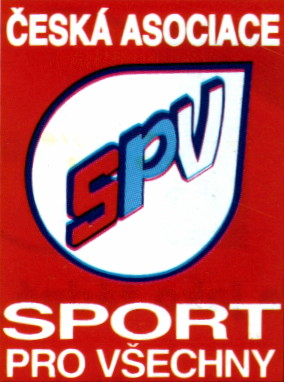 ČESKÁ ASOCIACE
SPV
SPORT
PRO VŠECHNY